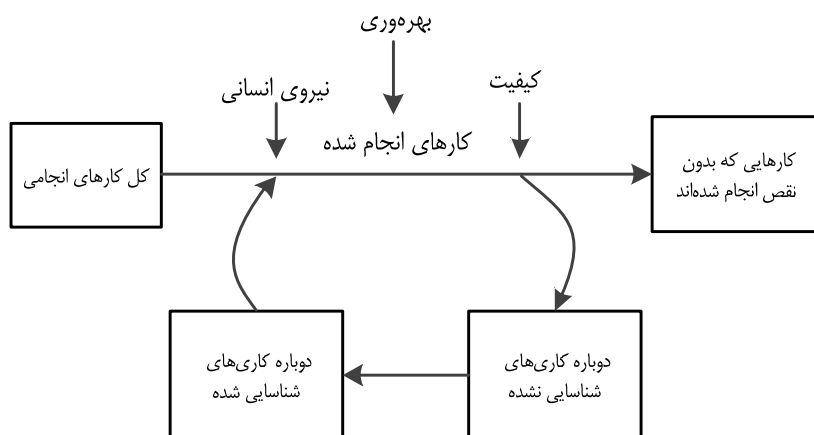 بهره‌وری
نیروی انسانی
کیفیت
کارهای انجام شده
کل کارهای انجامی
کارهایی که بدون
نقص انجام شده‌اند
دوباره کاری‌های
شناسایی نشده
دوباره کاری‌های
شناسایی شده